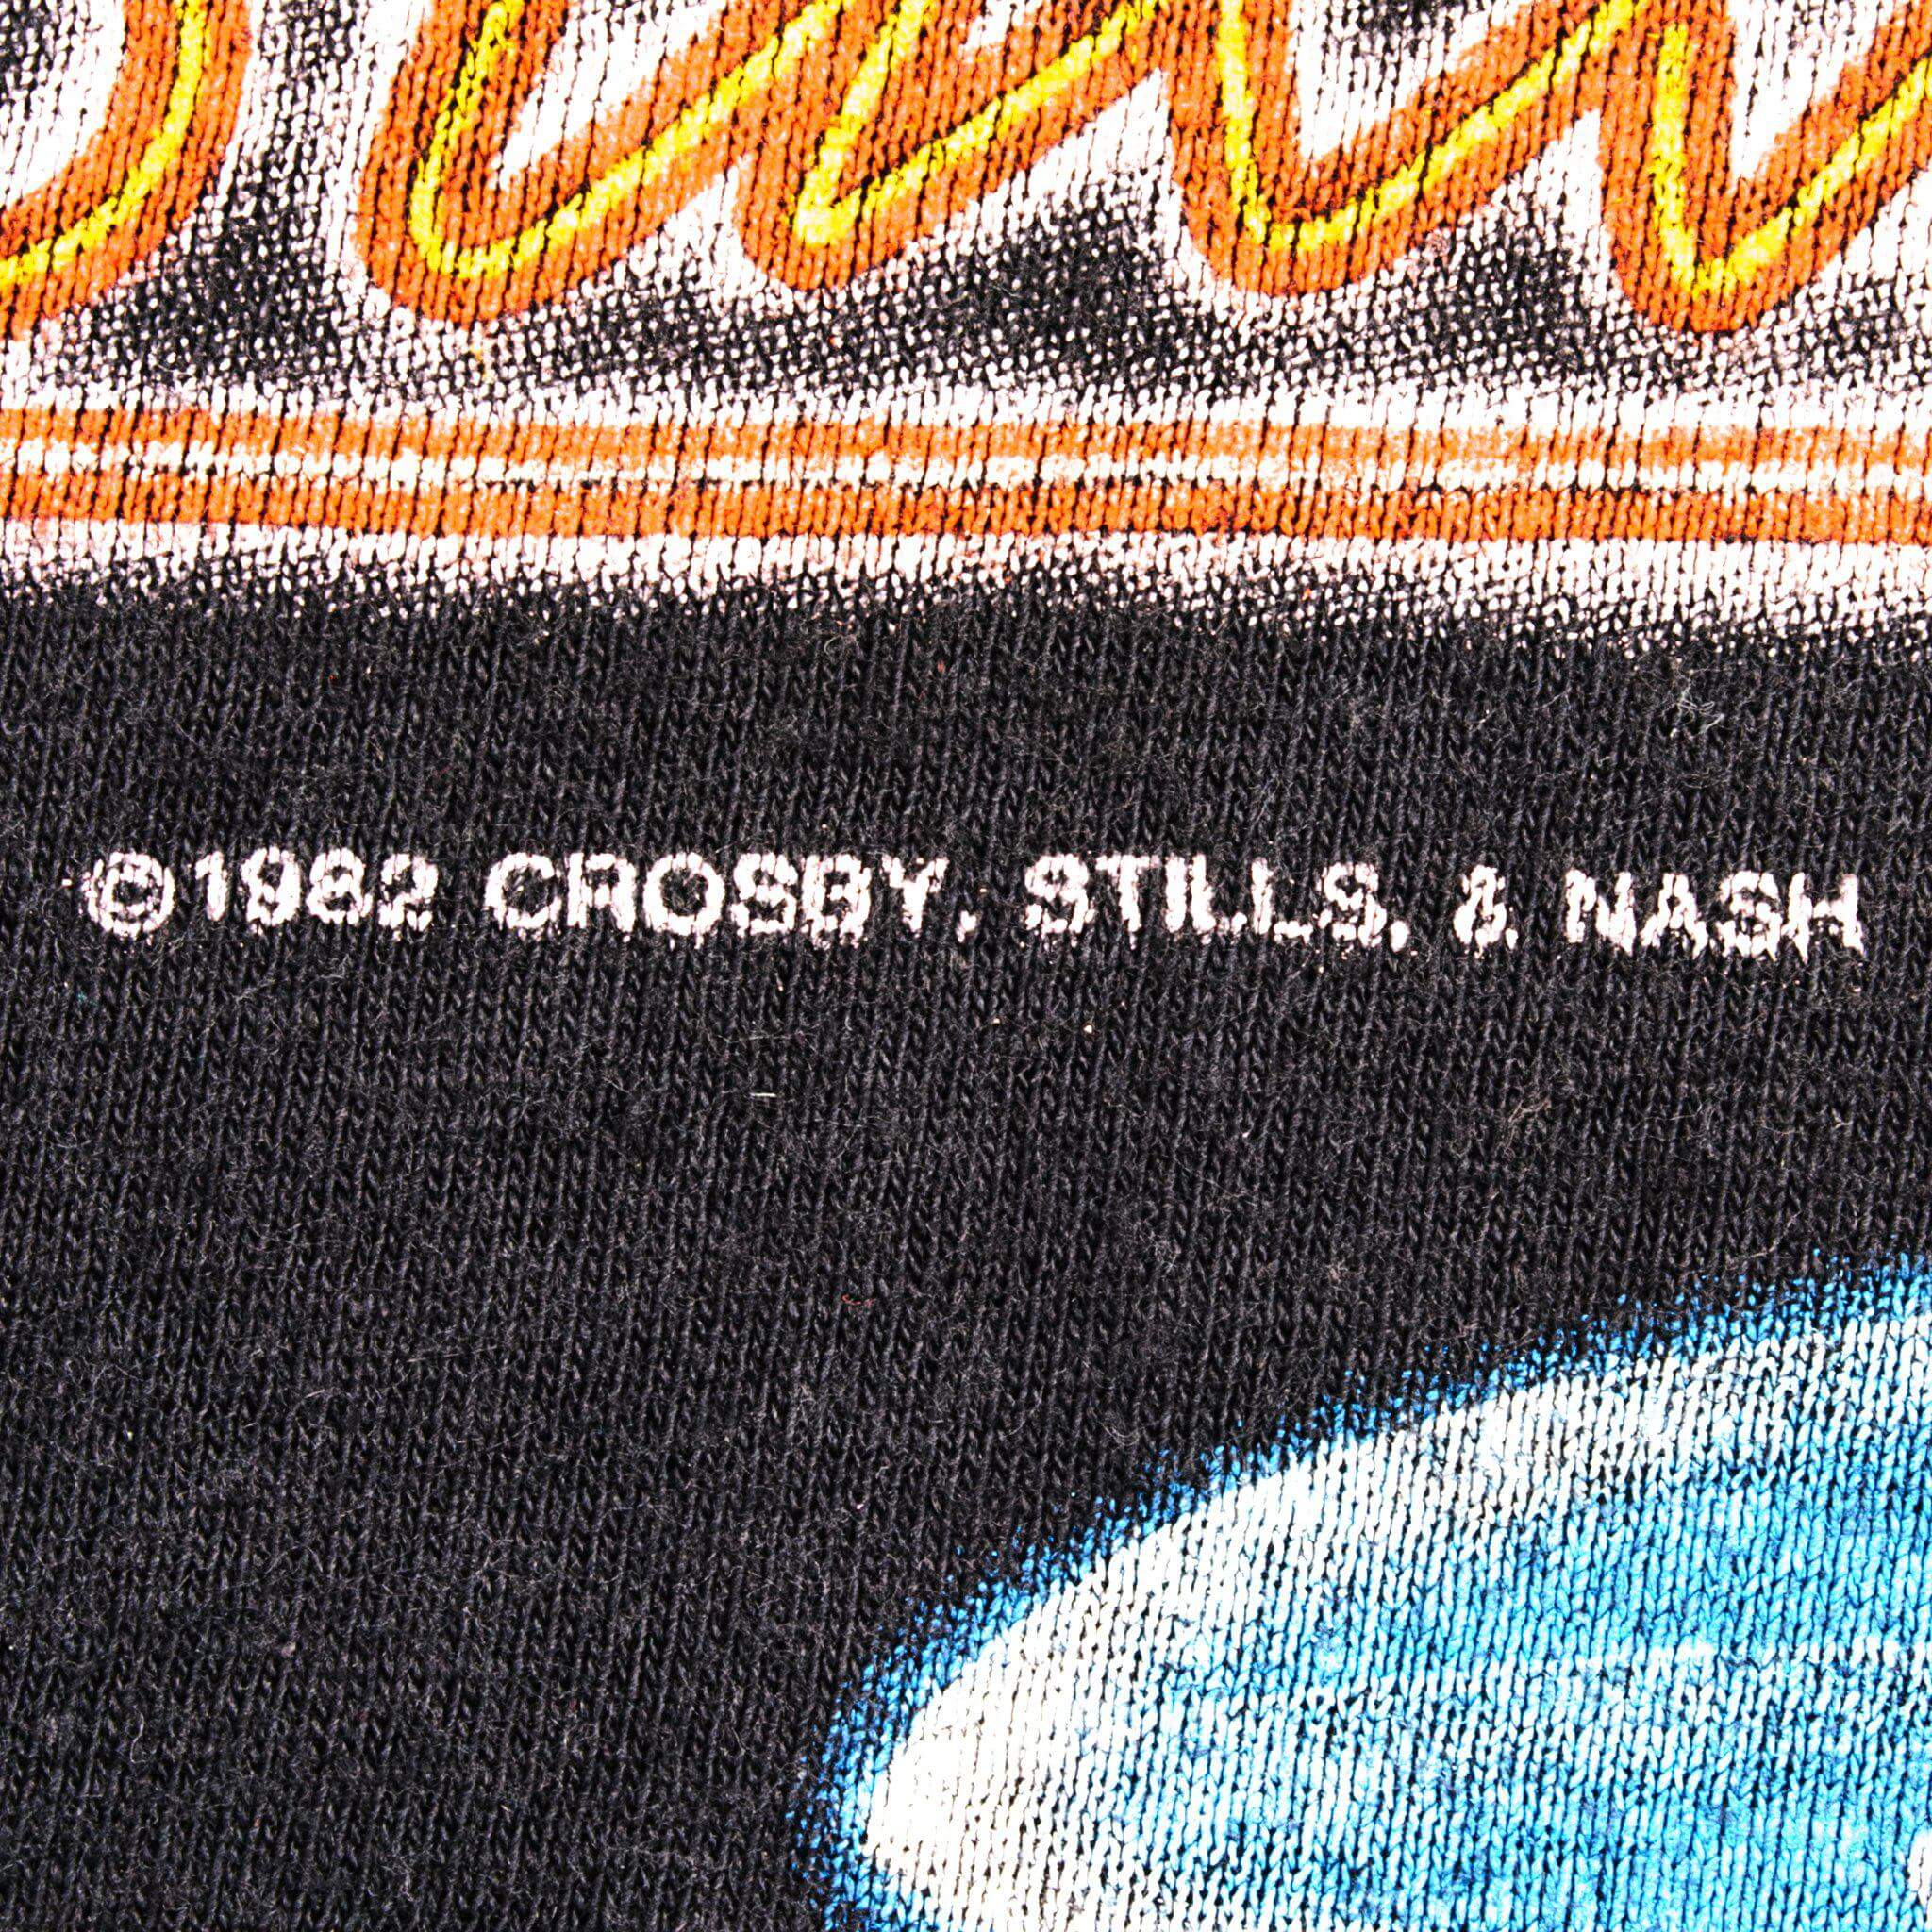 ©1982 CROSBY, STILLS, & NASH